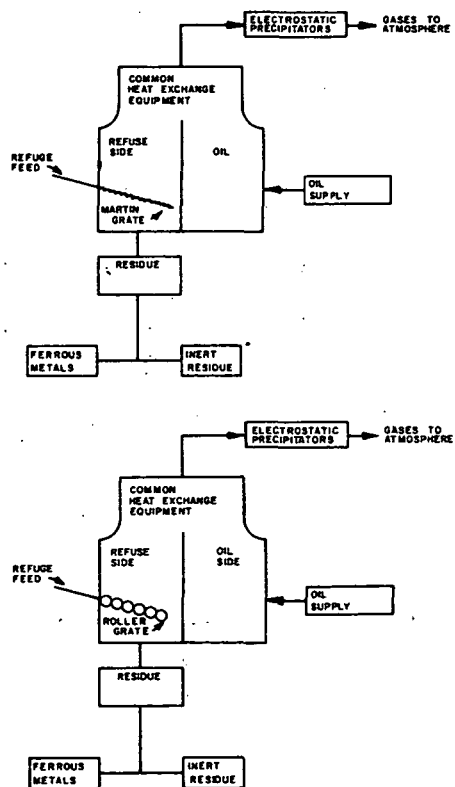 ELECTROSTATIC
PRECIPITATORS
GASES TO
ATMOSPHERE
COMMON
HEAT EXCHANGE
EQUIPMENT
REFUSE
SIDE
OIL
REFUGE
FEED
MARTIN
GRATE
OIL
SUPPLY
RESIDUE
FERROUS
METALS
INERT
RESIDUE
ELECTROSTATIC
PRECIPITATORS
GASES TO
ATMOSPHERE
COMMON
HEAT EXCHANGE
EQUIPMENT
REFUSE
SIDE
OIL
SIDE
REFUGE
FEED
ROLLER
GRATE
OIL
SUPPLY
RESIDUE
FERROUS
METALS
INERT
RESIDUE